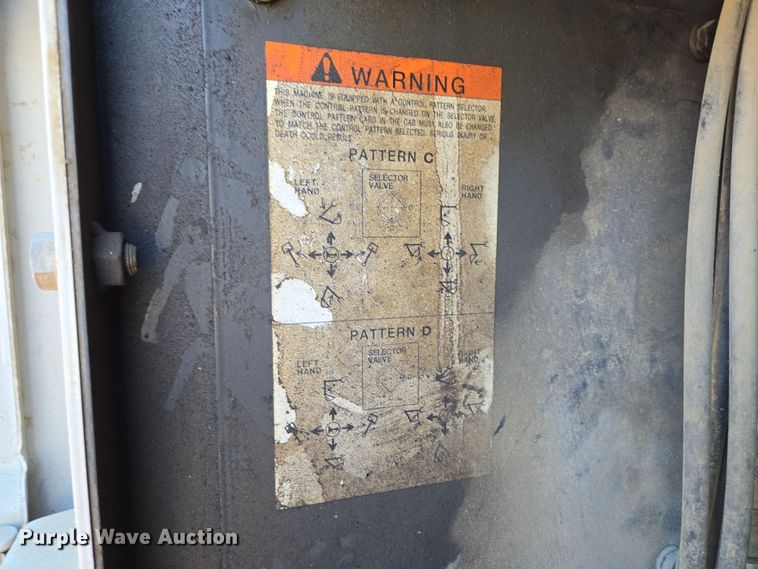 WARNING
THIS MACHINE IS EQUIPPED WITH A CONTROL PATTERN SELECTOR.
WHEN THE CONTROL PATTERN IS CHANGED ON THE SELECTOR VALVE,
THE CONTROL PATTERN CARD IN THE CAB MUST ALSO BE CHANGED
TO MATCH THE CONTROL PATTERN SELECTED. SERIOUS INJURY OR
DEATH COULD RESULT.
PATTERN C
LEFT HAND
SELECTOR VALVE
RIGHT HAND
D
PATTERN D
LEFT HAND
SELECTOR VALVE
RIGHT HAND
Purple Wave Auction